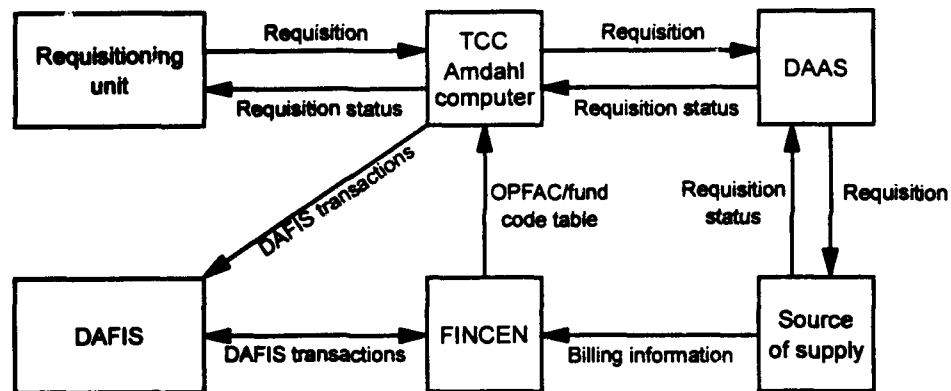 Requisitioning
unit
Requisition
Requisition status
TCC
Amdahl
computer
Requisition
Requisition status
DAAS
DAFIS transactions
OPFAC/fund
code table
Requisition
status
Requisition
DAFIS
DAFIS transactions
FINCEN
Billing information
Source
of supply